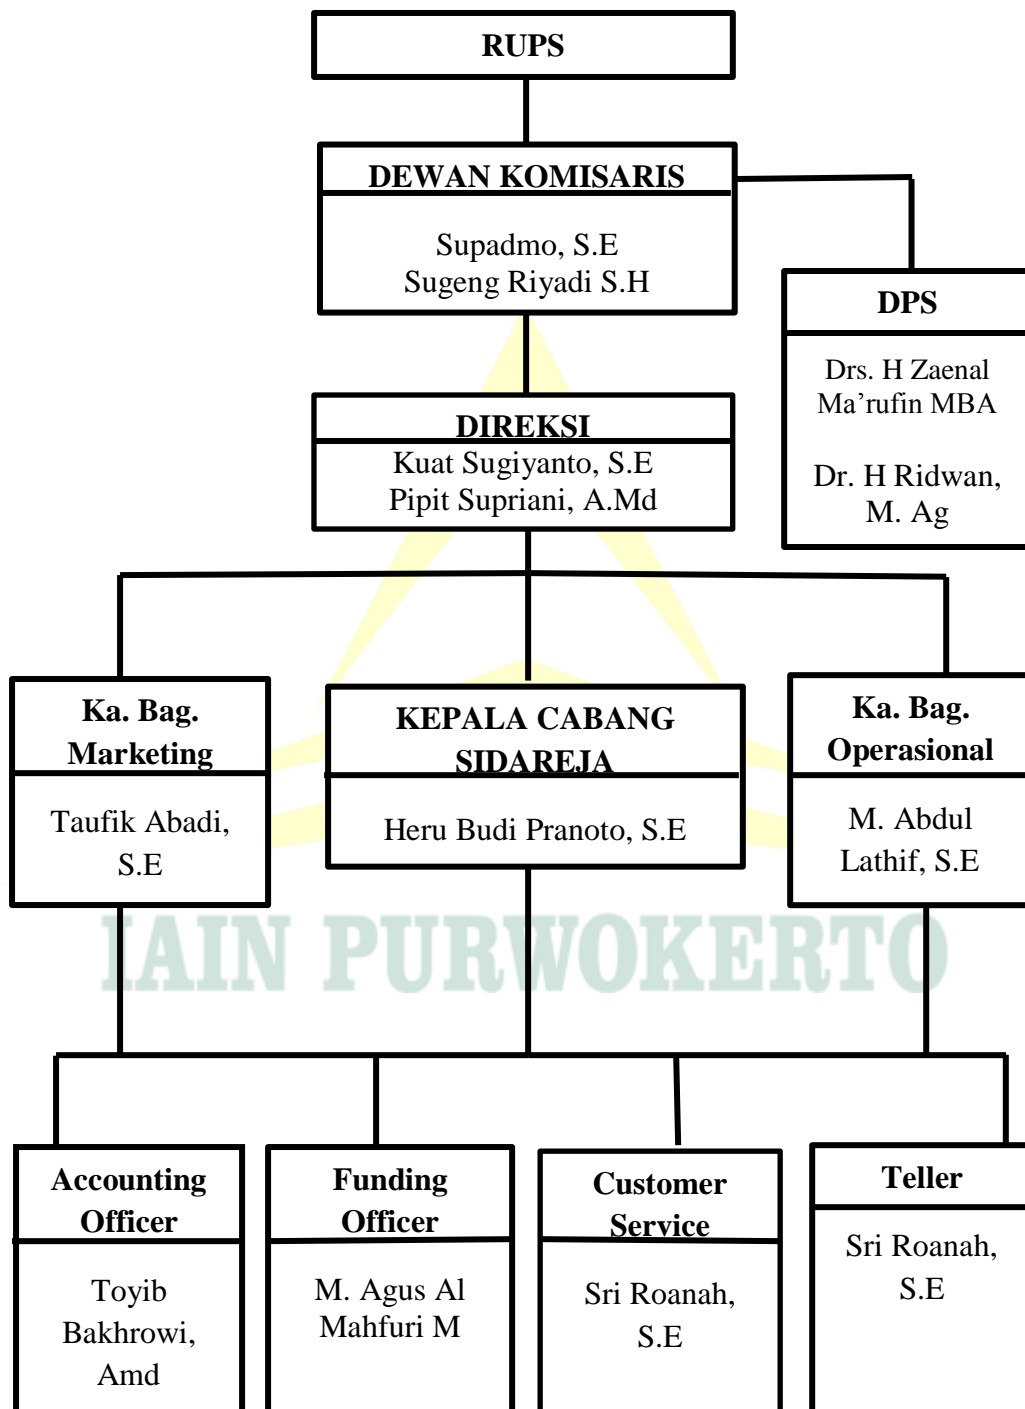 RUPS
DEWAN KOMISARIS
Supadmo, S.E
Sugeng Riyadi S.H
DPS
Drs. H Zaenal
Ma’rufin MBA
Dr. H Ridwan,
M. Ag
DIREKSI
Kuat Sugiyanto, S.E
Pipit Supriani, A.Md
Ka. Bag.
Marketing
Taufik Abadi,
S.E
KEPALA CABANG
SIDAREJA
Heru Budi Pranoto, S.E
Ka. Bag.
Operasional
M. Abdul
Lathif, S.E
IAIN PURWOKERTO
Accounting
Officer
Toyib
Bakhrowi,
Amd
Funding
Officer
M. Agus Al
Mahfuri M
Customer
Service
Sri Roanah,
S.E
Teller
Sri Roanah,
S.E